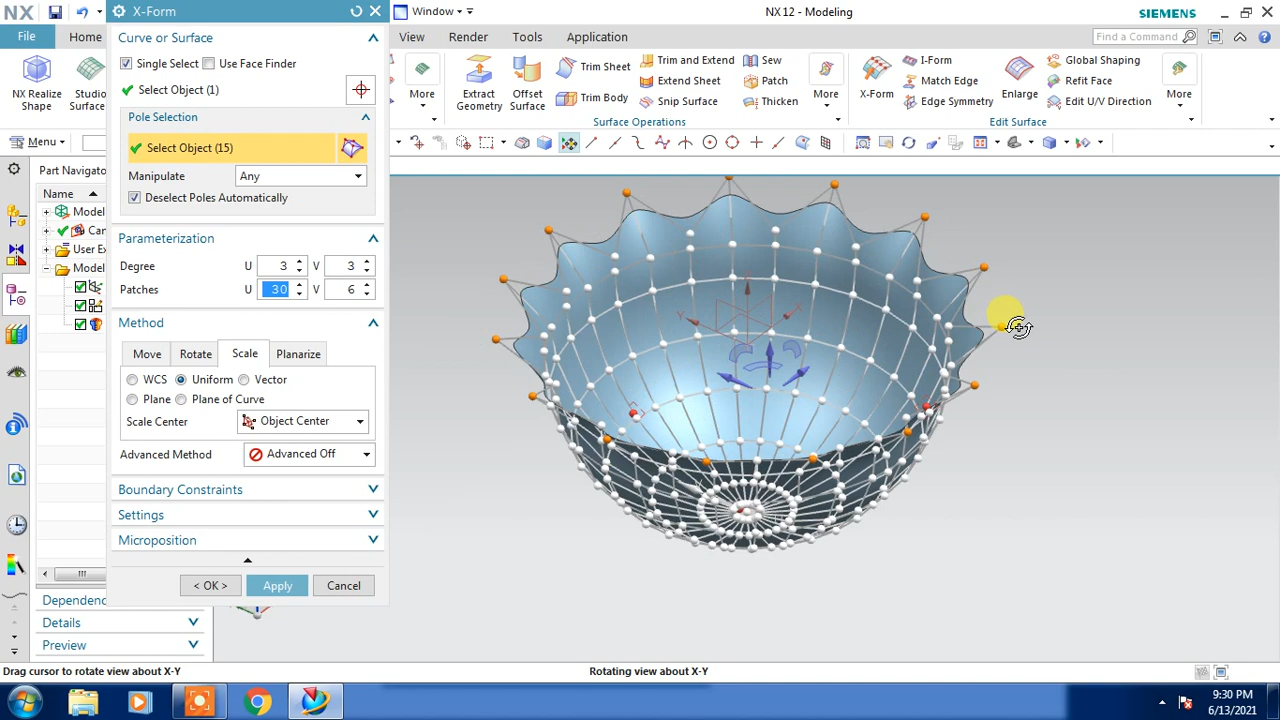 NX
X-Form
Window
NX12 - Modeling
SIEMENS
File
Home
View
Render
Tools
Application
Find a Command
NX Realize Shape
Studio Surface
More
Extract Geometry
Offset Surface
Trim Sheet
Trim Body
Trim and Extend
Extend Sheet
Snip Surface
Sew
Patch
Thicken
More
X-Form
I-Form
Match Edge
Edge Symmetry
Enlarge
Global Shaping
Refit Face
Edit U/V Direction
More
Surface Operations
Edit Surface
Menu
Part Navigato
Name
Model
Can
User Ex
Model
Dependenc
Details
Preview
Curve or Surface
Single Select
Use Face Finder
Select Object (1)
Pole Selection
Select Object (15)
Manipulate
Any
Deselect Poles Automatically
Parameterization
Degree U 3 V 3
Patches U 30 V 6
Method
Move
Rotate
Scale
Planarize
WCS
Uniform
Vector
Plane
Plane of Curve
Scale Center
Object Center
Advanced Method
Advanced Off
Boundary Constraints
Settings
Microposition
< OK >
Apply
Cancel
Y
Drag cursor to rotate view about X-Y
Rotating view about X-Y
9:30 PM
6/13/2021